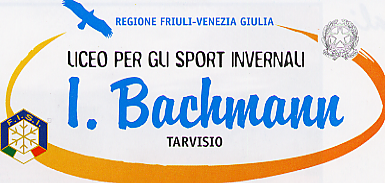 REGIONE FRIULI-VENEZIA GIULIA
LICEO PER GLI SPORT INVERNALI
I. Bachmann
TARVISIO
F.I.S.I.